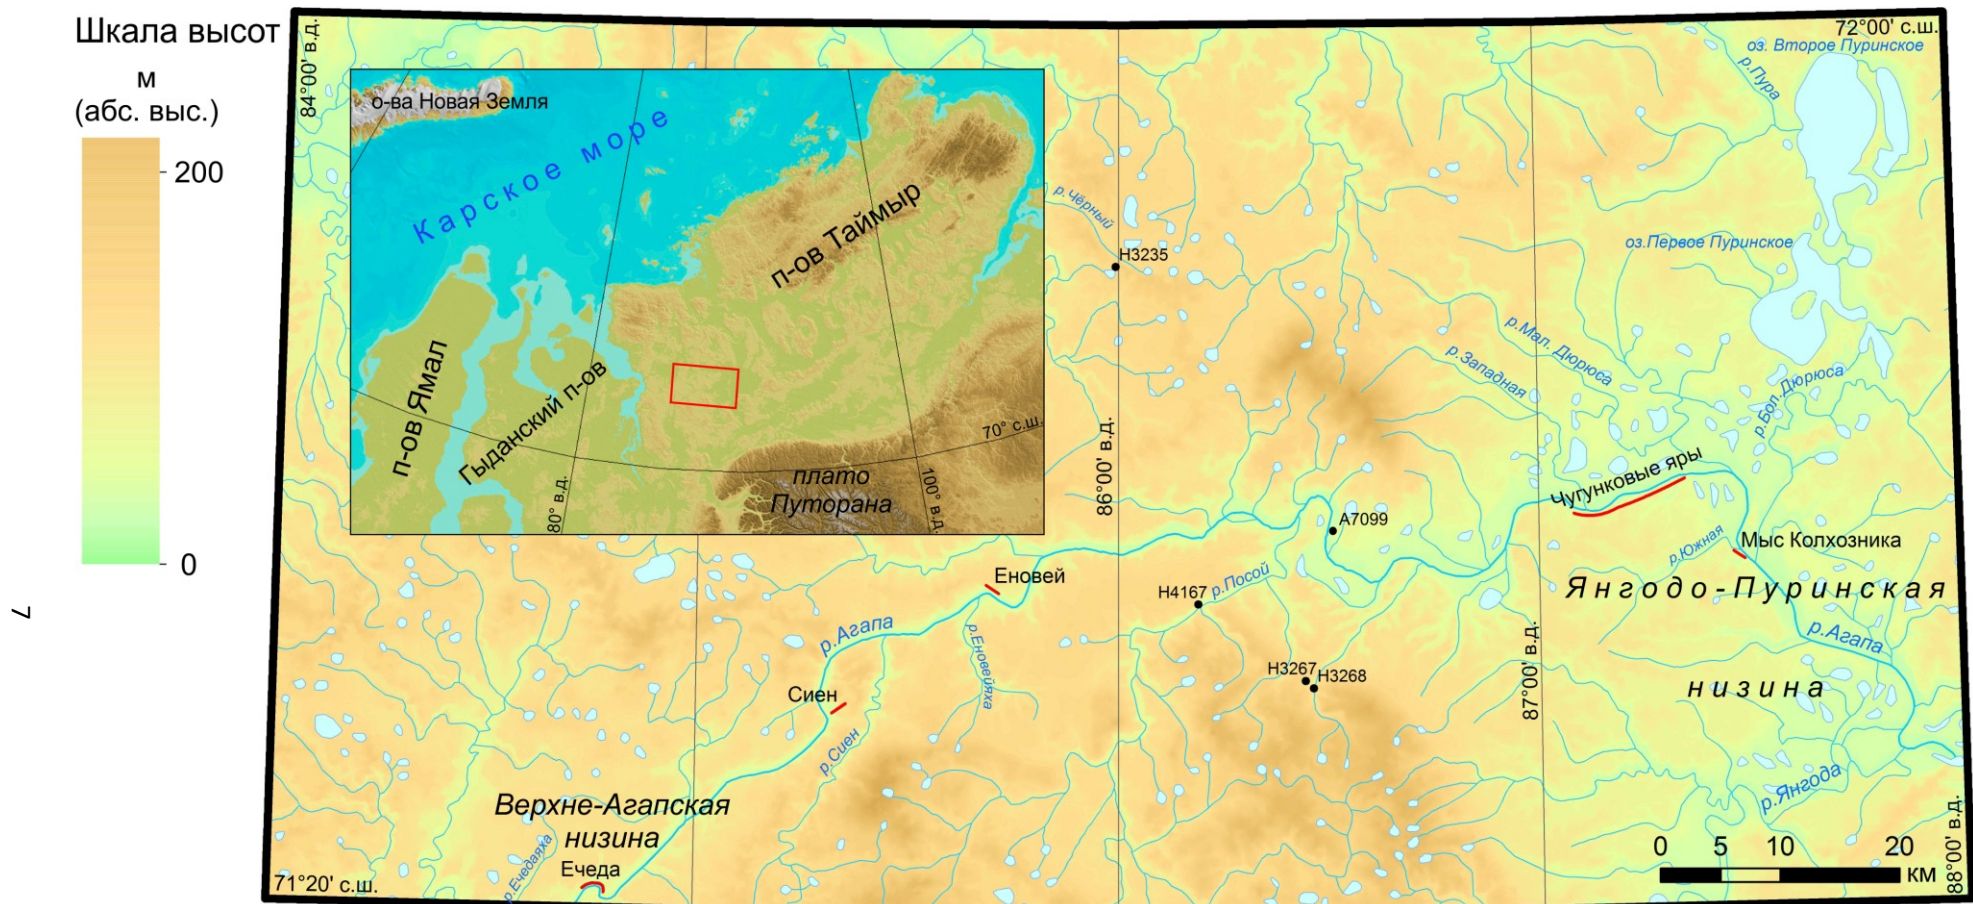 Шкала высот
м
(абс. выс.)
200
0
7
84°00' в.д.
72°00' с.ш.
оз. Второе Пуринское
р.Пура
о-ва Новая Земля
Карское море
п-ов Таймыр
п-ов Ямал
Гыданский п-ов
80° в.д.
плато
Путорана
100° в.д.
70° с.ш.
р.Чёрный
Н3235
оз.Первое Пуринское
р.Мал. Дюрюса
р.Западная
р.Бол. Дюрюса
86°00' в.д.
Чугунковые яры
А7099
р.Южная
Мыс Колхозника
Еновей
р.Посой
Н4167
Янгодо-Пуринская
низина
р.Агапа
р.Агапа
р.Еновейяха
Н3267
Н3268
87°00' в.д.
Сиен
р.Сиен
Верхне-Агапская
низина
р.Ечедаяха
Ечеда
р.Янгода
0 5 10 20
км
71°20' с.ш.
88°00' в.д.